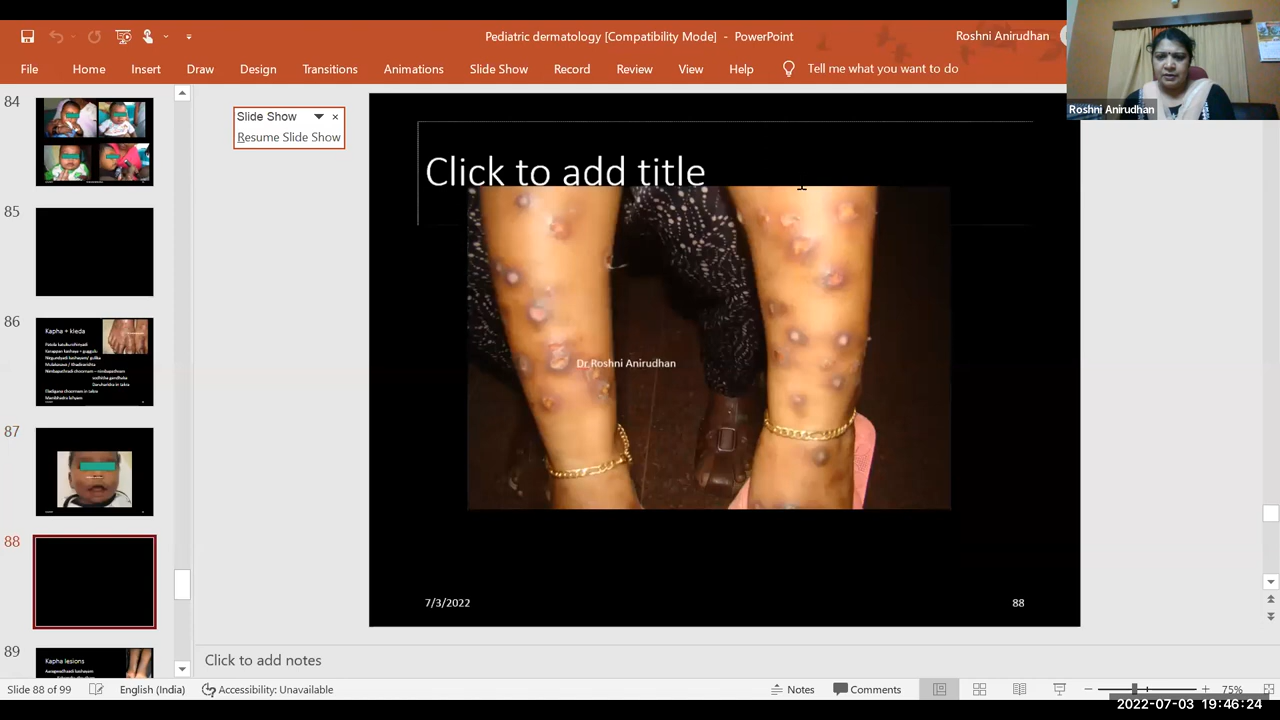 Pediatric dermatology [Compatibility Mode] - PowerPoint
Roshni Anirudhan
File Home Insert Draw Design Transitions Animations Slide Show Record Review View Help Tell me what you want to do
Roshni Anirudhan
84
Slide Show
Resume Slide Show
Click to add title
85
86
Kapha + kleda
87
Dr Roshni Anirudhan
88
7/3/2022
88
89
Kapha lesions
Click to add notes
Slide 88 of 99 English (India) Accessibility: Unavailable Notes Comments 75%
2022-07-03 19:46:24